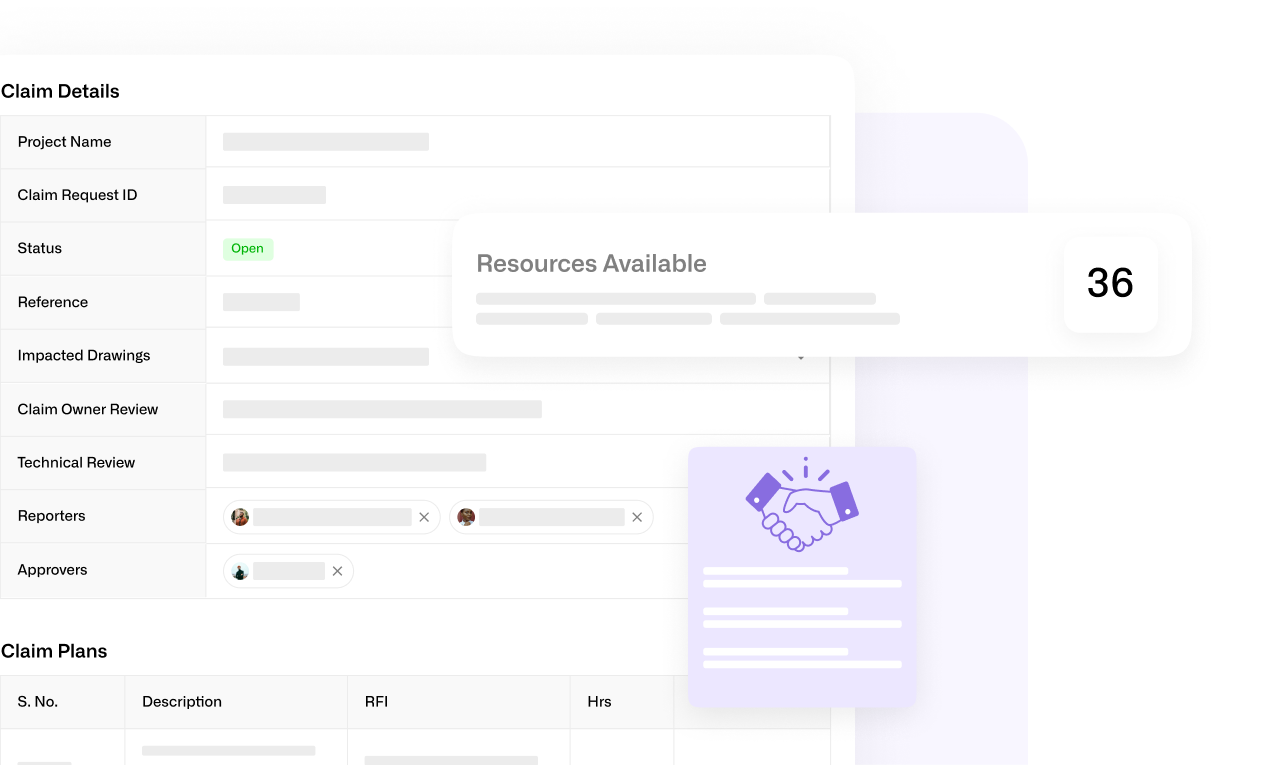 Claim Details
Project Name
Claim Request ID
Status
Open
Reference
Impacted Drawings
Claim Owner Review
Technical Review
Reporters
Approvers
Resources Available
36
Claim Plans
S. No.
Description
RFI
Hrs